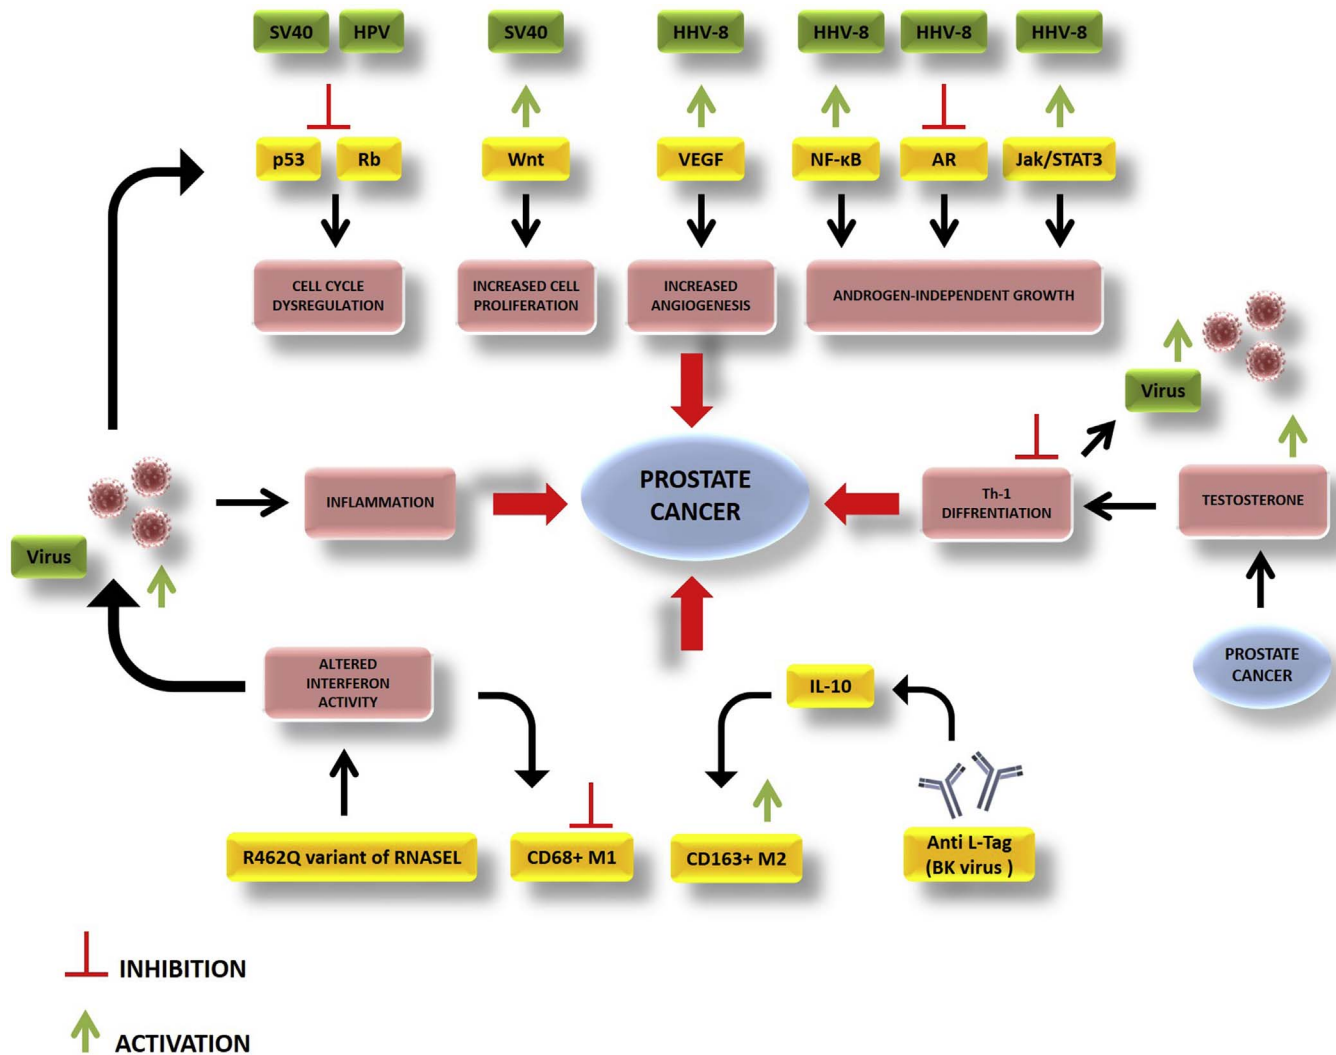 SV40
HPV
SV40
HHV-8
HHV-8
HHV-8
HHV-8
p53
Rb
Wnt
VEGF
NF-κB
AR
Jak/STAT3
CELL CYCLE
DYSREGULATION
INCREASED CELL
PROLIFERATION
INCREASED
ANGIOGENESIS
ANDROGEN-INDEPENDENT GROWTH
Virus
INFLAMMATION
PROSTATE
CANCER
Th-1
DIFFRENTIATION
TESTOSTERONE
Virus
ALTERED
INTERFERON
ACTIVITY
IL-10
PROSTATE
CANCER
R462Q variant of RNASEL
CD68+ M1
CD163+ M2
Anti L-Tag
(BK virus )
INHIBITION
ACTIVATION